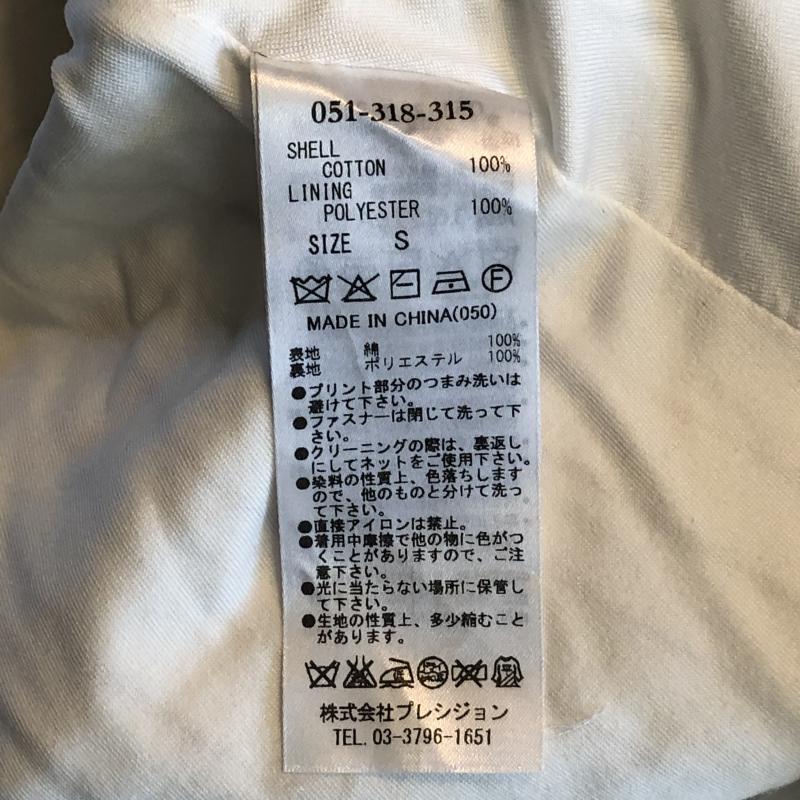 051-318-315
SHELL
COTTON 100%
LINING
POLYESTER 100%
SIZE S
F
MADE IN CHINA(050)
表地 綿 100%
裏地 ポリエステル 100%
●プリント部分のつまみ洗いは
避けて下さい。
●ファスナーは閉じて洗って下
さい。
●クリーニングの際は、裏返し
にしてネットをご使用下さい。
●染料の性質上、色落ちします
ので、他のものと分けて洗っ
て下さい。
●直接アイロンは禁止。
●着用中摩擦で他の物に色がつ
くことがありますので、ご注
意下さい。
●光に当たらない場所に保管し
て下さい。
●生地の性質上、多少縮むこと
があります。
株式会社プレシジョン
TEL. 03-3796-1651